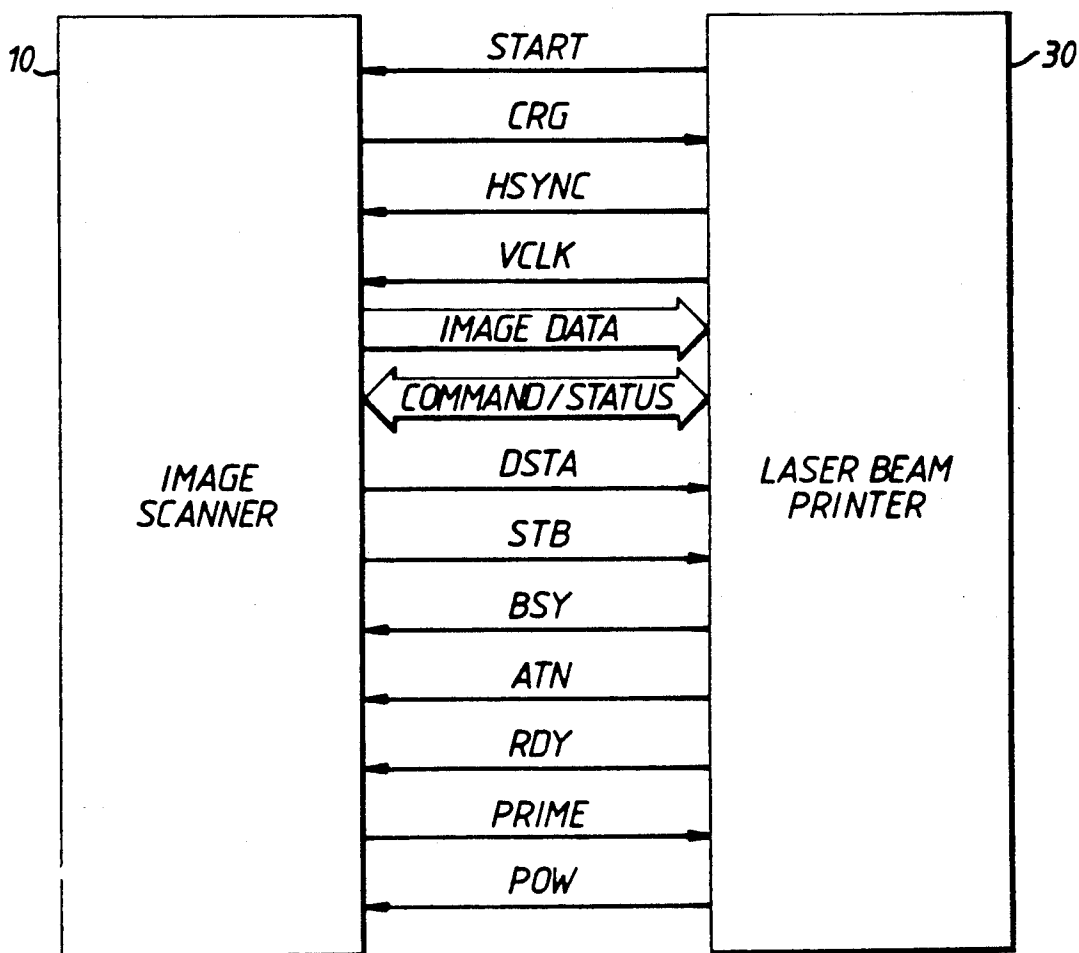 START
10
30
CRG
HSYNC
VCLK
IMAGE DATA
COMMAND/STATUS
DSTA
IMAGE
SCANNER
LASER BEAM
PRINTER
STB
BSY
ATN
RDY
PRIME
POW